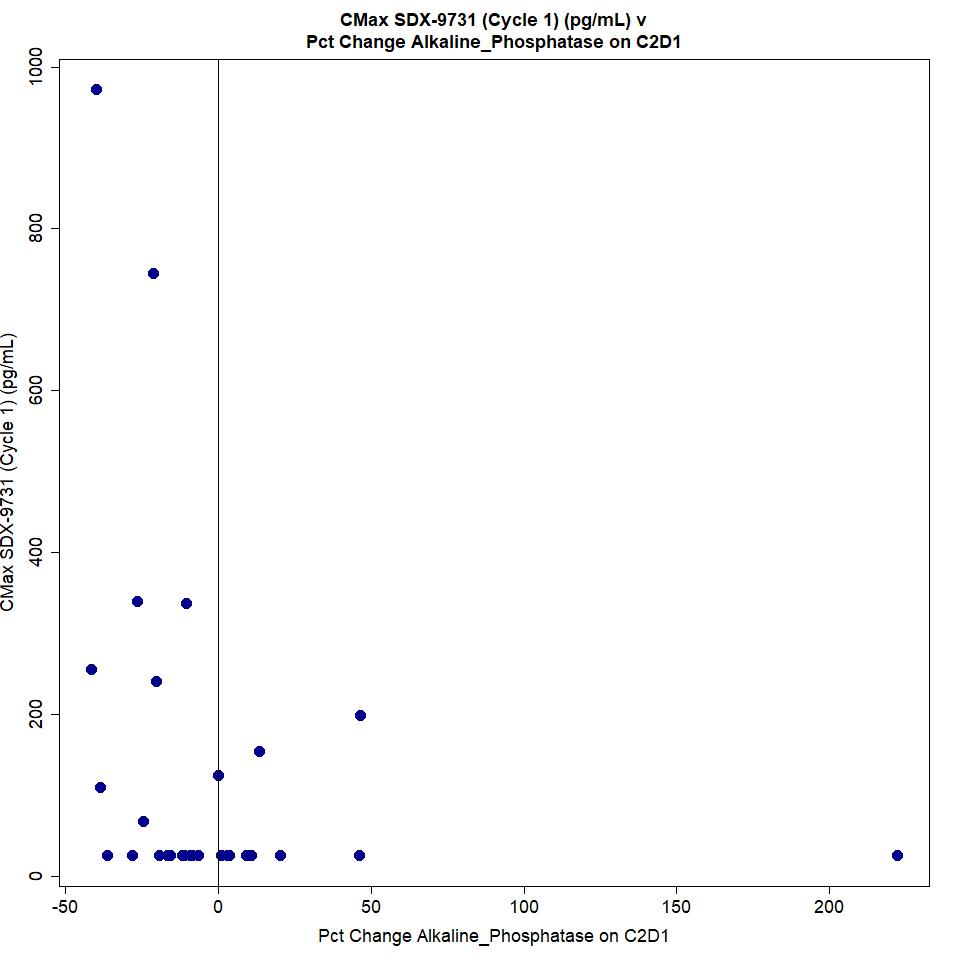 CMax SDX-9731 (Cycle 1) (pg/mL) v
Pct Change Alkaline_Phosphatase on C2D1
CMax SDX-9731 (Cycle 1) (pg/mL)
1000
800
600
400
200
0
-50 0 50 100 150 200
Pct Change Alkaline_Phosphatase on C2D1